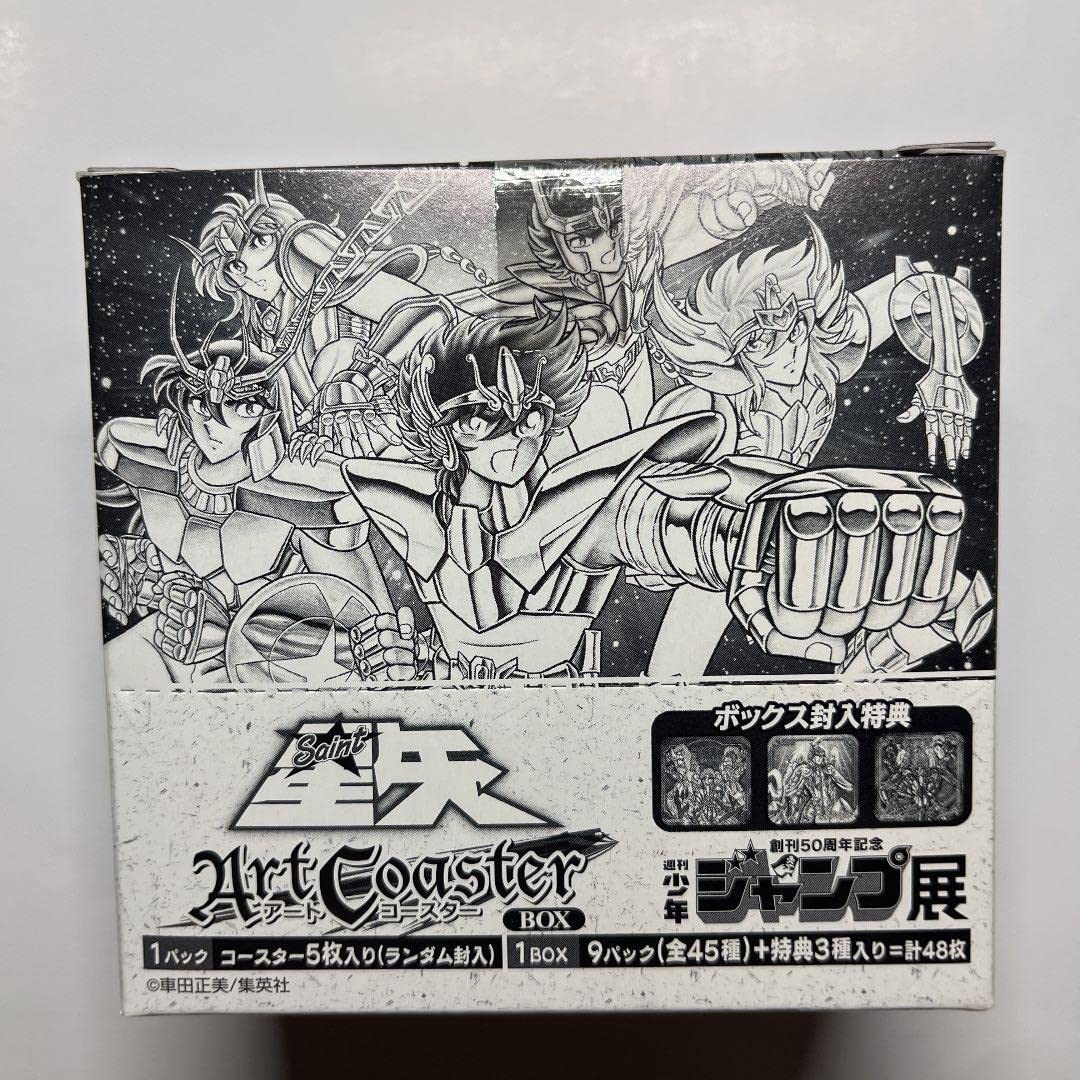 ボックス封入特典
Saint
星矢
Art Coaster
アート コースター
BOX
創刊50周年記念
週刊
少年
ジャンプ展
1パック コースター5枚入り(ランダム封入)
1BOX 9パック(全45種)+特典3種入り=計48枚
©車田正美/集英社